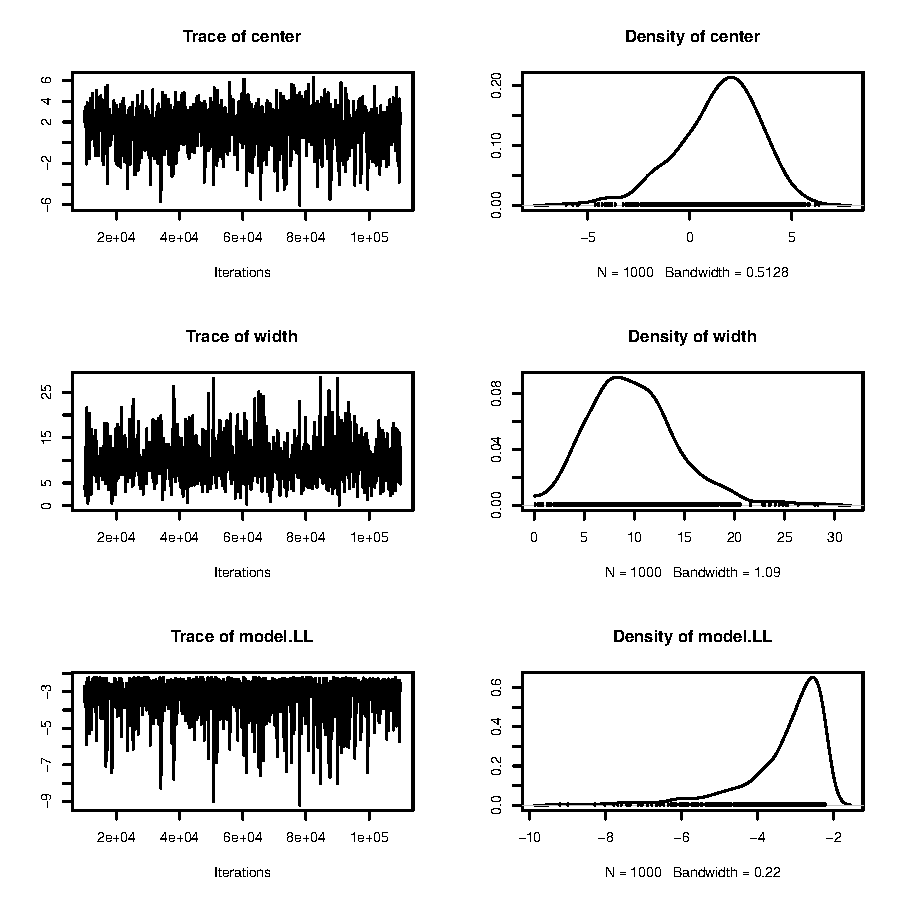 Trace of center
6
4
2
−2
−6
2e+04 4e+04 6e+04 8e+04 1e+05
Iterations
Density of center
0.20
0.10
0.00
−5 0 5
N = 1000 Bandwidth = 0.5128
Trace of width
25
15
5
0
2e+04 4e+04 6e+04 8e+04 1e+05
Iterations
Density of width
0.08
0.04
0.00
0 5 10 15 20 25 30
N = 1000 Bandwidth = 1.09
Trace of model.LL
−3
−5
−7
−9
2e+04 4e+04 6e+04 8e+04 1e+05
Iterations
Density of model.LL
0.6
0.4
0.2
0.0
−10 −8 −6 −4 −2
N = 1000 Bandwidth = 0.22